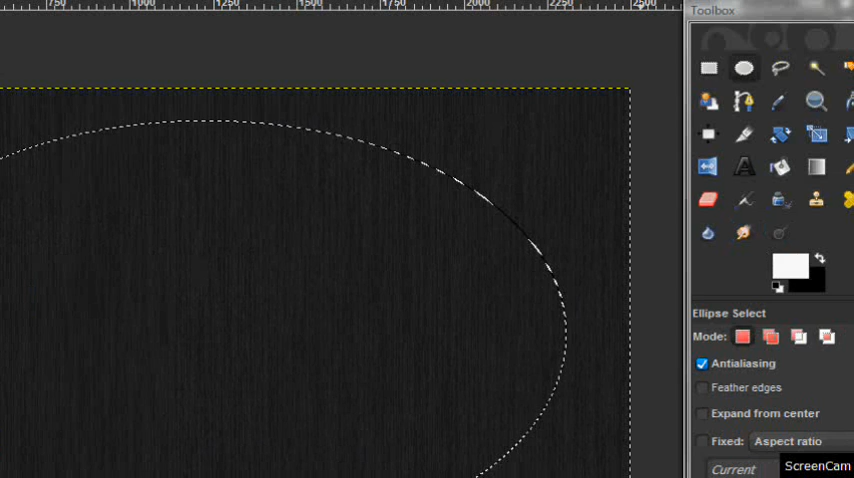 750 1000 1250 1500 1750 2000 2250 2500
Toolbox
Ellipse Select
Mode:
Antialiasing
Feather edges
Expand from center
Fixed: Aspect ratio
Current
ScreenCam